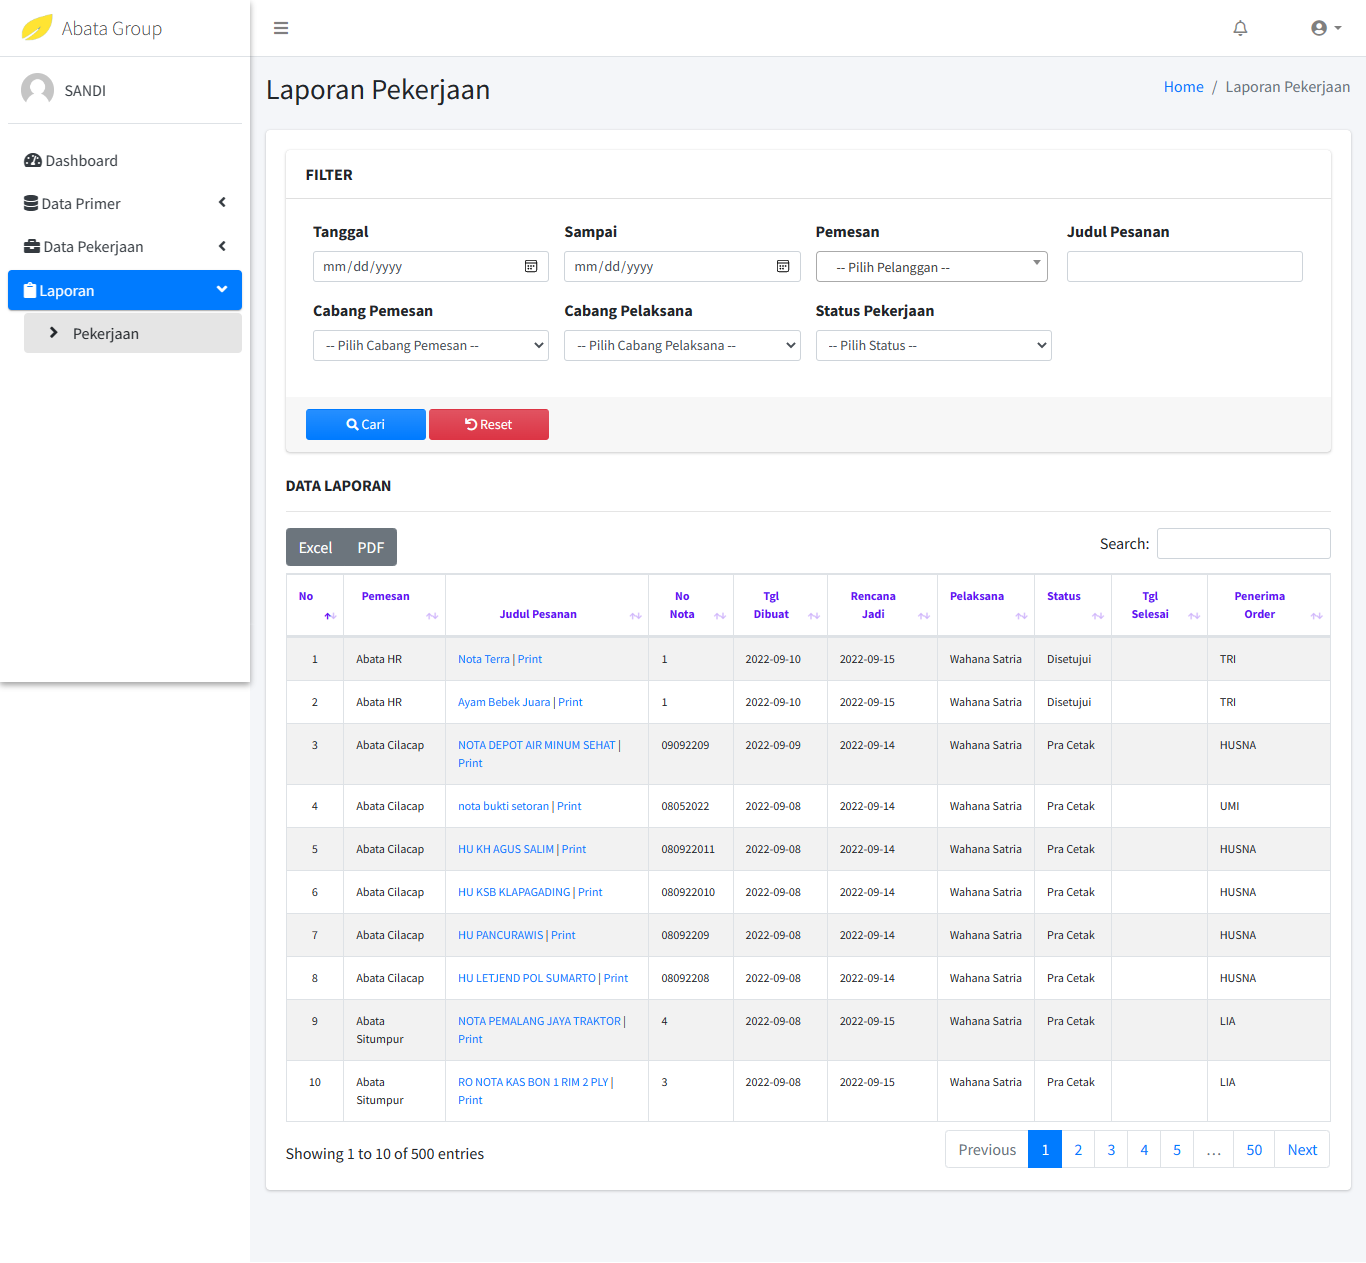 Abata Group
SANDI
Dashboard
Data Primer
Data Pekerjaan
Laporan
Pekerjaan
Laporan Pekerjaan
Home / Laporan Pekerjaan
FILTER
Tanggal Sampai Pemesan Judul Pesanan
mm/dd/yyyy mm/dd/yyyy -- Pilih Pelanggan --
Cabang Pemesan Cabang Pelaksana Status Pekerjaan
-- Pilih Cabang Pemesan -- -- Pilih Cabang Pelaksana -- -- Pilih Status --
Cari Reset
DATA LAPORAN
Excel PDF Search:
No Pemesan Judul Pesanan No Nota Tgl Dibuat Rencana Jadi Pelaksana Status Tgl Selesai Penerima Order
1 Abata HR Nota Terra | Print 1 2022-09-10 2022-09-15 Wahana Satria Disetujui TRI
2 Abata HR Ayam Bebek Juara | Print 1 2022-09-10 2022-09-15 Wahana Satria Disetujui TRI
3 Abata Cilacap NOTA DEPOT AIR MINUM SEHAT | Print 09092209 2022-09-09 2022-09-14 Wahana Satria Pra Cetak HUSNA
4 Abata Cilacap nota bukti setoran | Print 08052022 2022-09-08 2022-09-14 Wahana Satria Pra Cetak UMI
5 Abata Cilacap HU KH AGUS SALIM | Print 080922011 2022-09-08 2022-09-14 Wahana Satria Pra Cetak HUSNA
6 Abata Cilacap HU KSB KLAPAGADING | Print 080922010 2022-09-08 2022-09-14 Wahana Satria Pra Cetak HUSNA
7 Abata Cilacap HU PANCURAWIS | Print 08092209 2022-09-08 2022-09-14 Wahana Satria Pra Cetak HUSNA
8 Abata Cilacap HU LETJEND POL SUMARTO | Print 08092208 2022-09-08 2022-09-14 Wahana Satria Pra Cetak HUSNA
9 Abata Situmpur NOTA PEMALANG JAYA TRAKTOR | Print 4 2022-09-08 2022-09-15 Wahana Satria Pra Cetak LIA
10 Abata Situmpur RO NOTA KAS BON 1 RIM 2 PLY | Print 3 2022-09-08 2022-09-15 Wahana Satria Pra Cetak LIA
Showing 1 to 10 of 500 entries
Previous 1 2 3 4 5 … 50 Next